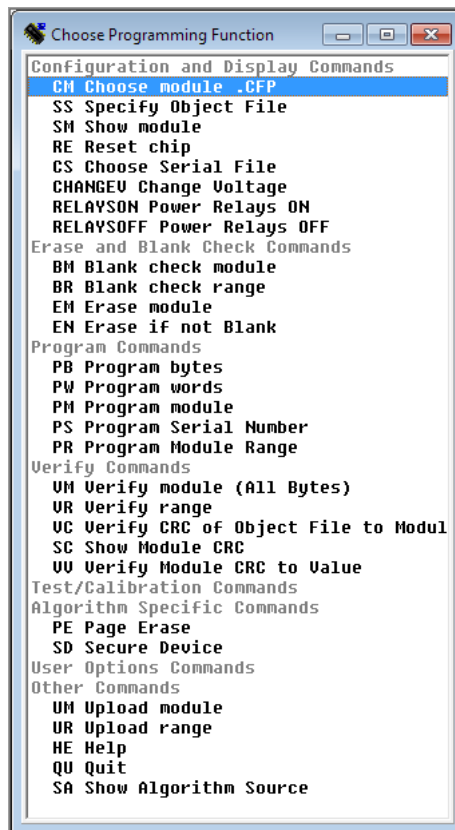 Choose Programming Function
Configuration and Display Commands
CM Choose module .CFP
SS Specify Object File
SM Show module
RE Reset chip
CS Choose Serial File
CHANGEV Change Voltage
RELAYSON Power Relays ON
RELAYSOFF Power Relays OFF
Erase and Blank Check Commands
BM Blank check module
BR Blank check range
EM Erase module
EN Erase if not Blank
Program Commands
PB Program bytes
PW Program words
PM Program module
PS Program Serial Number
PR Program Module Range
Verify Commands
VM Verify module (All Bytes)
VR Verify range
VC Verify CRC of Object File to Modul
SC Show Module CRC
VV Verify Module CRC to Value
Test/Calibration Commands
Algorithm Specific Commands
PE Page Erase
SD Secure Device
User Options Commands
Other Commands
UM Upload module
UR Upload range
HE Help
QU Quit
SA Show Algorithm Source